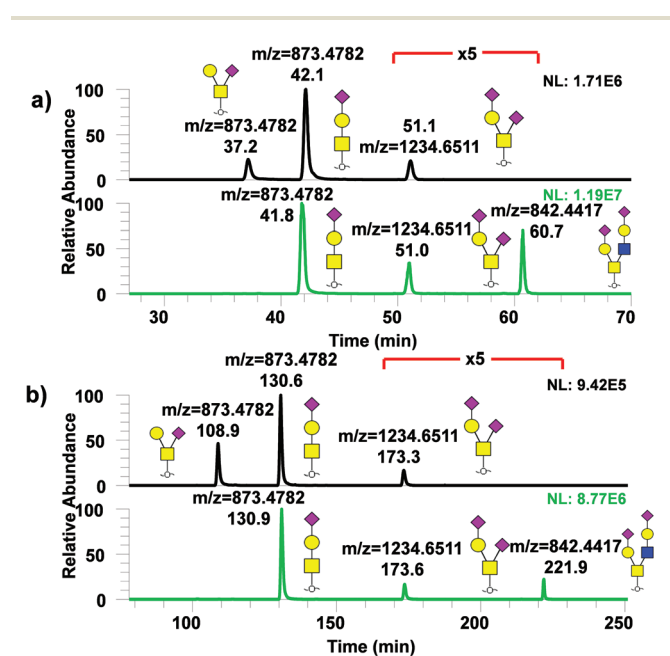 a)
x5
m/z=873.4782
42.1
NL: 1.71E6
100
m/z=873.4782
37.2
51.1
m/z=1234.6511
50
0
Relative Abundance
m/z=873.4782
41.8
NL: 1.19E7
100
m/z=1234.6511
51.0
m/z=842.4417
60.7
50
0
30 40 50 60 70
Time (min)
b)
m/z=873.4782
130.6
x5
NL: 9.42E5
100
m/z=873.4782
108.9
m/z=1234.6511
173.3
50
0
Relative Abundance
m/z=873.4782
130.9
NL: 8.77E6
100
m/z=1234.6511
173.6
m/z=842.4417
221.9
50
0
100 150 200 250
Time (min)